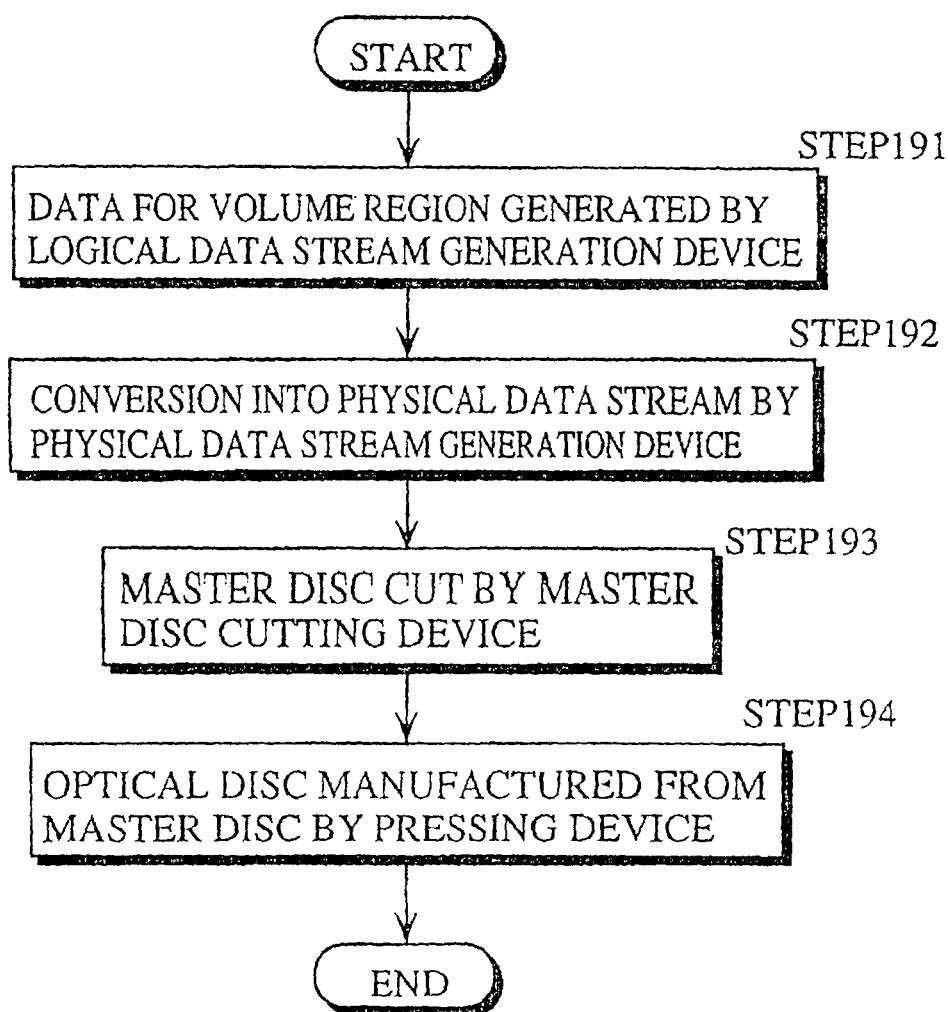 START
STEP191
DATA FOR VOLUME REGION GENERATED BY
LOGICAL DATA STREAM GENERATION DEVICE
STEP192
CONVERSION INTO PHYSICAL DATA STREAM BY
PHYSICAL DATA STREAM GENERATION DEVICE
STEP193
MASTER DISC CUT BY MASTER
DISC CUTTING DEVICE
STEP194
OPTICAL DISC MANUFACTURED FROM
MASTER DISC BY PRESSING DEVICE
END